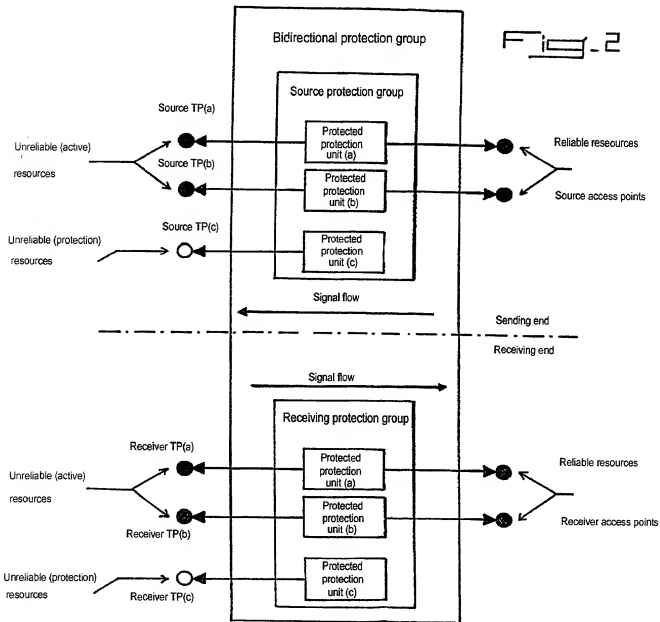 Fig. 2
Bidirectional protection group
Source protection group
Source TP(a)
Unreliable (active)
resources
Protected
protection
unit (a)
Reliable reseources
Source TP(b)
Protected
protection
unit (b)
Source access points
Source TP(c)
Unreliable (protection)
resources
Protected
protection
unit (c)
Signal flow
Sending end
Receiving end
Signal flow
Receiving protection group
Receiver TP(a)
Unreliable (active)
resources
Protected
protection
unit (a)
Reliable resources
Receiver TP(b)
Protected
protection
unit (b)
Receiver access points
Unreliable (protection)
resources
Receiver TP(c)
Protected
protection
unit (c)